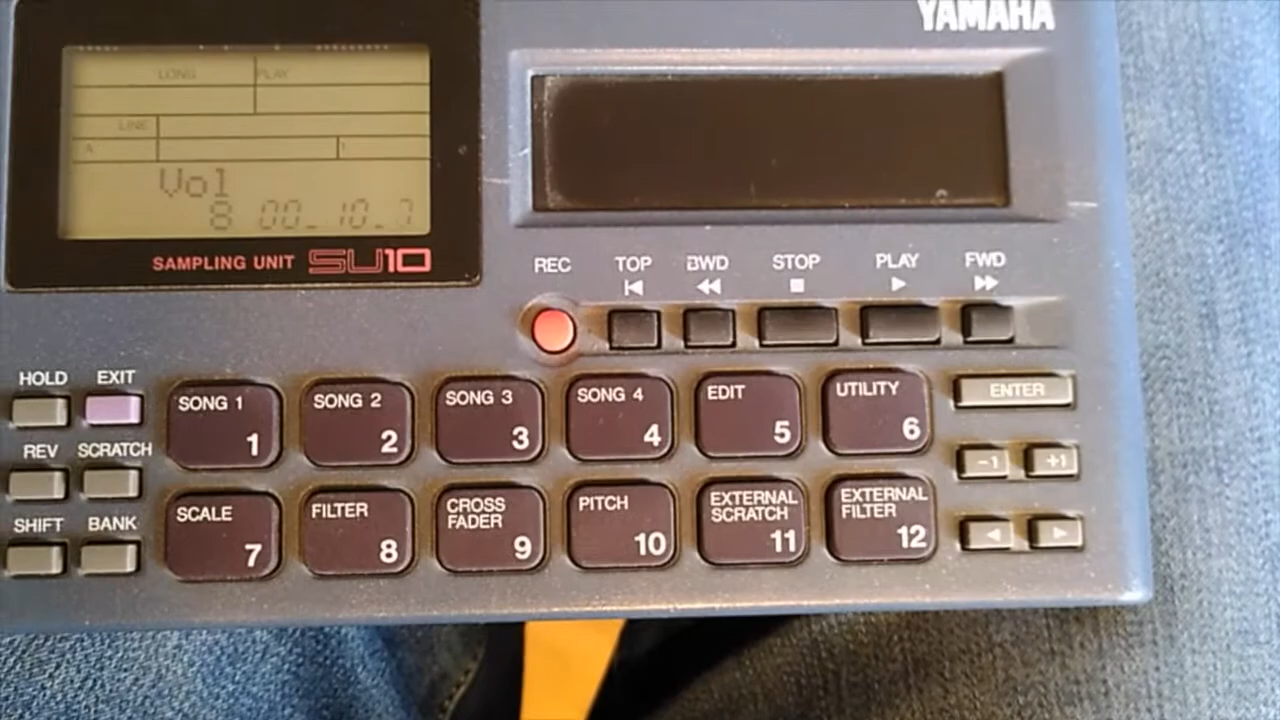 YAMAHA
LONG PLAY
LINE
A 1
Vol
8 00_10_
SAMPLING UNIT SU10
REC TOP BWD STOP PLAY FWD
HOLD EXIT
REV SCRATCH
SHIFT BANK
SONG 1 1
SONG 2 2
SONG 3 3
SONG 4 4
EDIT 5
UTILITY 6
ENTER
-1 +1
SCALE 7
FILTER 8
CROSS
FADER 9
PITCH 10
EXTERNAL
SCRATCH 11
EXTERNAL
FILTER 12